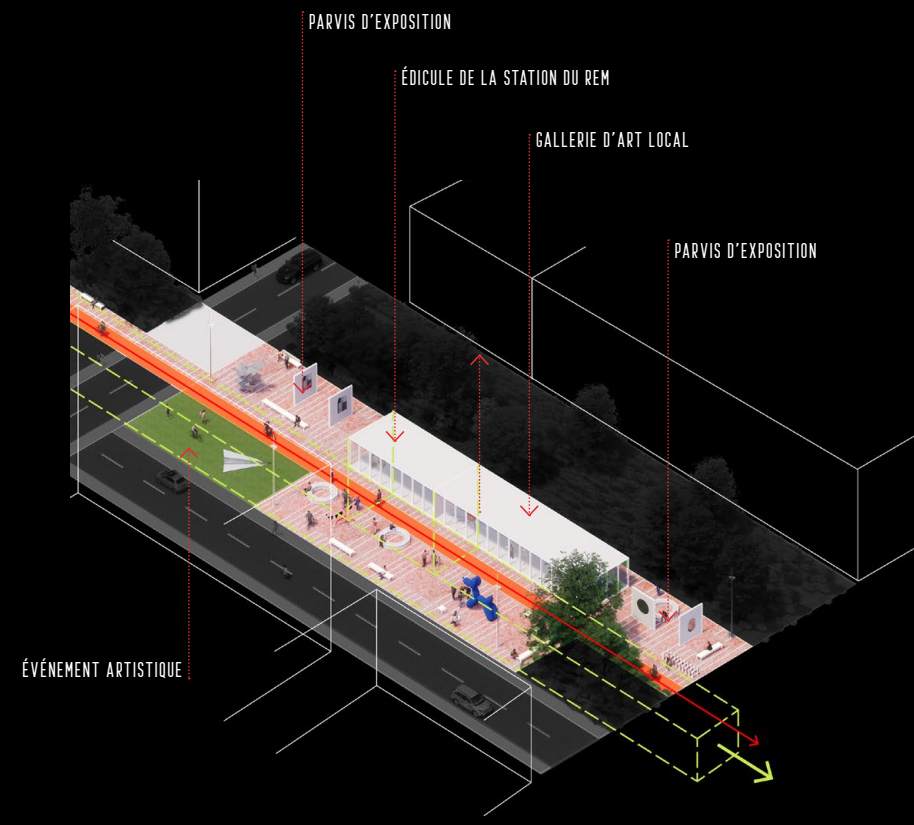 PARVIS D'EXPOSITION
ÉDICULE DE LA STATION DU REM
GALLERIE D'ART LOCAL
PARVIS D'EXPOSITION
ÉVÉNEMENT ARTISTIQUE